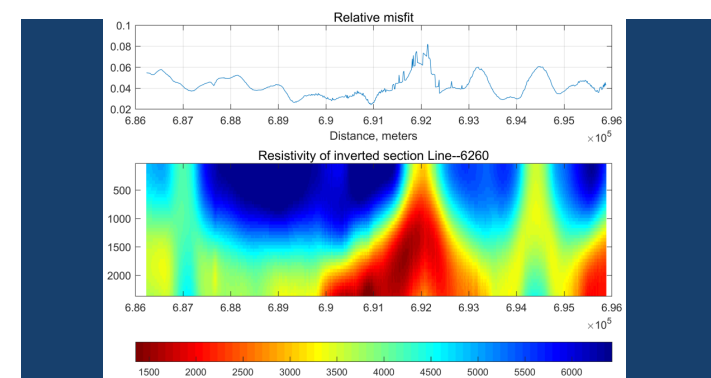 Relative misfit
0.1
0.08
0.06
0.04
0.02
6.86 6.87 6.88 6.89 6.9 6.91 6.92 6.93 6.94 6.95 6.96
Distance, meters
×10^5
Resistivity of inverted section Line--6260
500
1000
1500
2000
6.86 6.87 6.88 6.89 6.9 6.91 6.92 6.93 6.94 6.95 6.96
×10^5
1500 2000 2500 3000 3500 4000 4500 5000 5500 6000